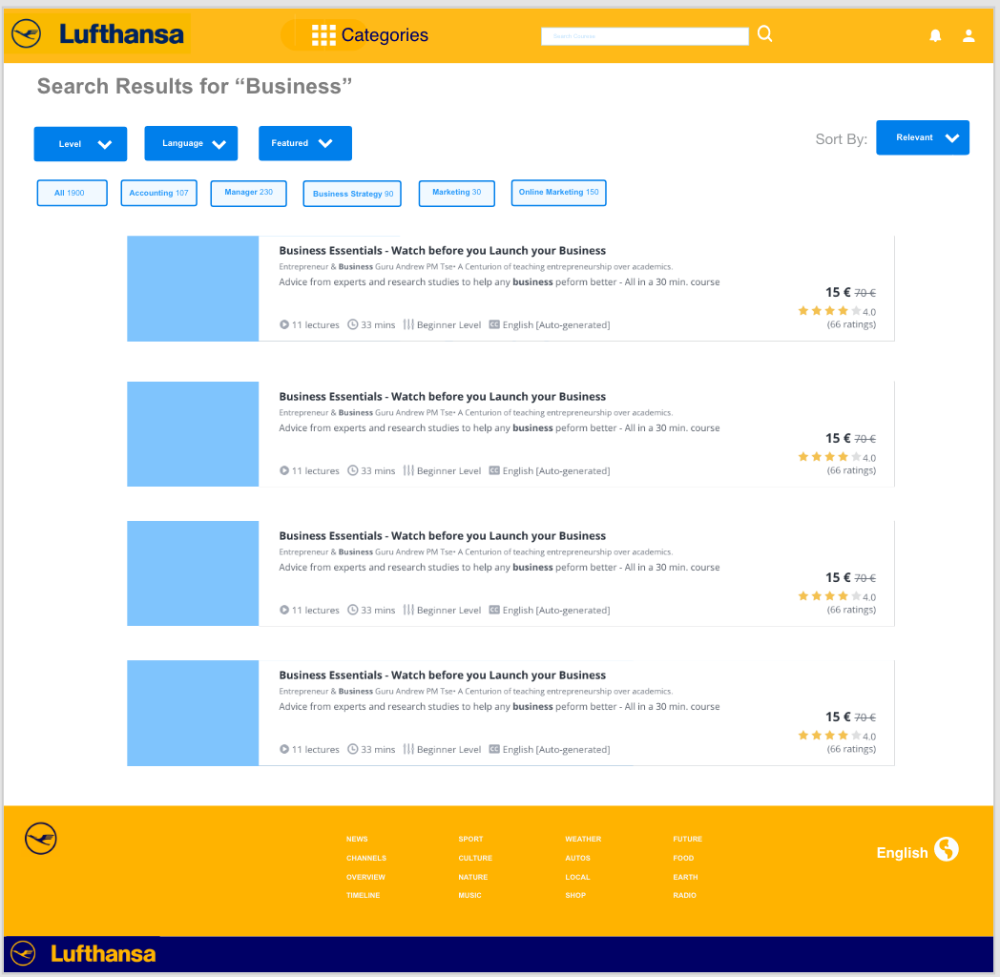 Lufthansa
Categories
Search Courses
Search Results for “Business”
Level
Language
Featured
Sort By:
Relevant
All 1900
Accounting 107
Manager 230
Business Strategy 90
Marketing 30
Online Marketing 150
Business Essentials - Watch before you Launch your Business
Entrepreneur & Business Guru Andrew PM Tse• A Centurion of teaching entrepreneurship over academics.
Advice from experts and research studies to help any business peform better - All in a 30 min. course
15 € 70 €
4.0
(66 ratings)
11 lectures 33 mins Beginner Level CC English [Auto-generated]
Business Essentials - Watch before you Launch your Business
Entrepreneur & Business Guru Andrew PM Tse• A Centurion of teaching entrepreneurship over academics.
Advice from experts and research studies to help any business peform better - All in a 30 min. course
15 € 70 €
4.0
(66 ratings)
11 lectures 33 mins Beginner Level CC English [Auto-generated]
Business Essentials - Watch before you Launch your Business
Entrepreneur & Business Guru Andrew PM Tse• A Centurion of teaching entrepreneurship over academics.
Advice from experts and research studies to help any business peform better - All in a 30 min. course
15 € 70 €
4.0
(66 ratings)
11 lectures 33 mins Beginner Level CC English [Auto-generated]
Business Essentials - Watch before you Launch your Business
Entrepreneur & Business Guru Andrew PM Tse• A Centurion of teaching entrepreneurship over academics.
Advice from experts and research studies to help any business peform better - All in a 30 min. course
15 € 70 €
4.0
(66 ratings)
11 lectures 33 mins Beginner Level CC English [Auto-generated]
NEWS
CHANNELS
OVERVIEW
TIMELINE
SPORT
CULTURE
NATURE
MUSIC
WEATHER
AUTOS
LOCAL
SHOP
FUTURE
FOOD
EARTH
RADIO
English
Lufthansa